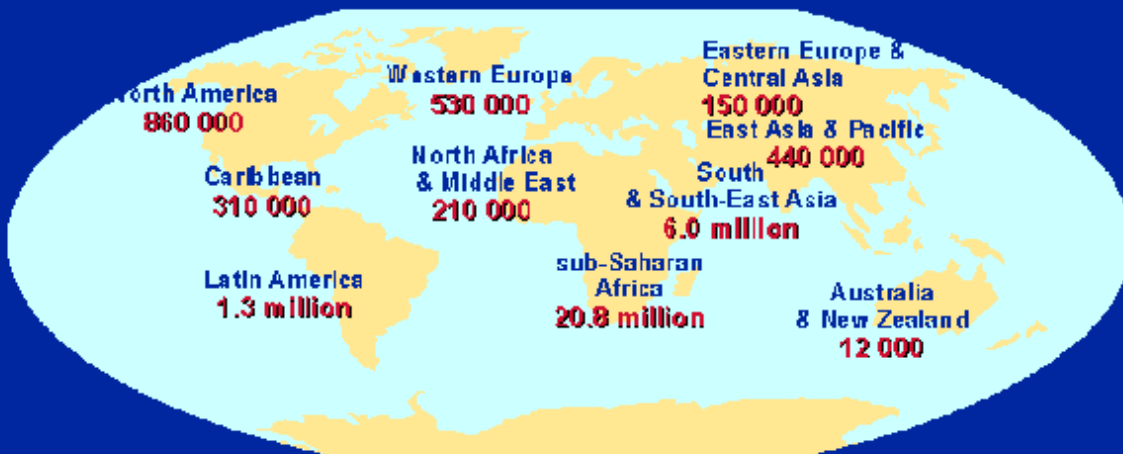 North America
860 000
Western Europe
530 000
Eastern Europe &
Central Asia
150 000
East Asia & Pacific
440 000
Caribbean
310 000
North Africa
& Middle East
210 000
South
& South-East Asia
6.0 million
Latin America
1.3 million
sub-Saharan
Africa
20.8 million
Australia
& New Zealand
12 000